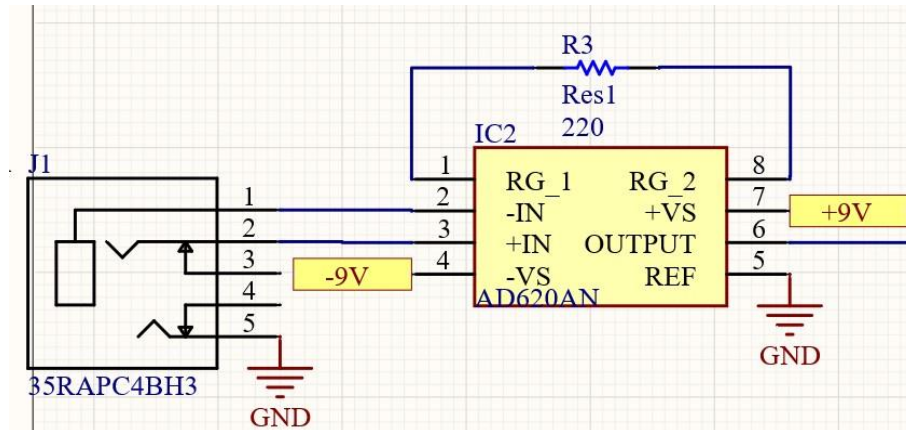 R3
Res1
220
IC2
J1
1
2
3
4
5
1
2
3
4
RG_1
-IN
+IN
-VS
RG_2
+VS
OUTPUT
REF
8
7
6
5
-9V
+9V
AD620AN
35RAPC4BH3
GND
GND